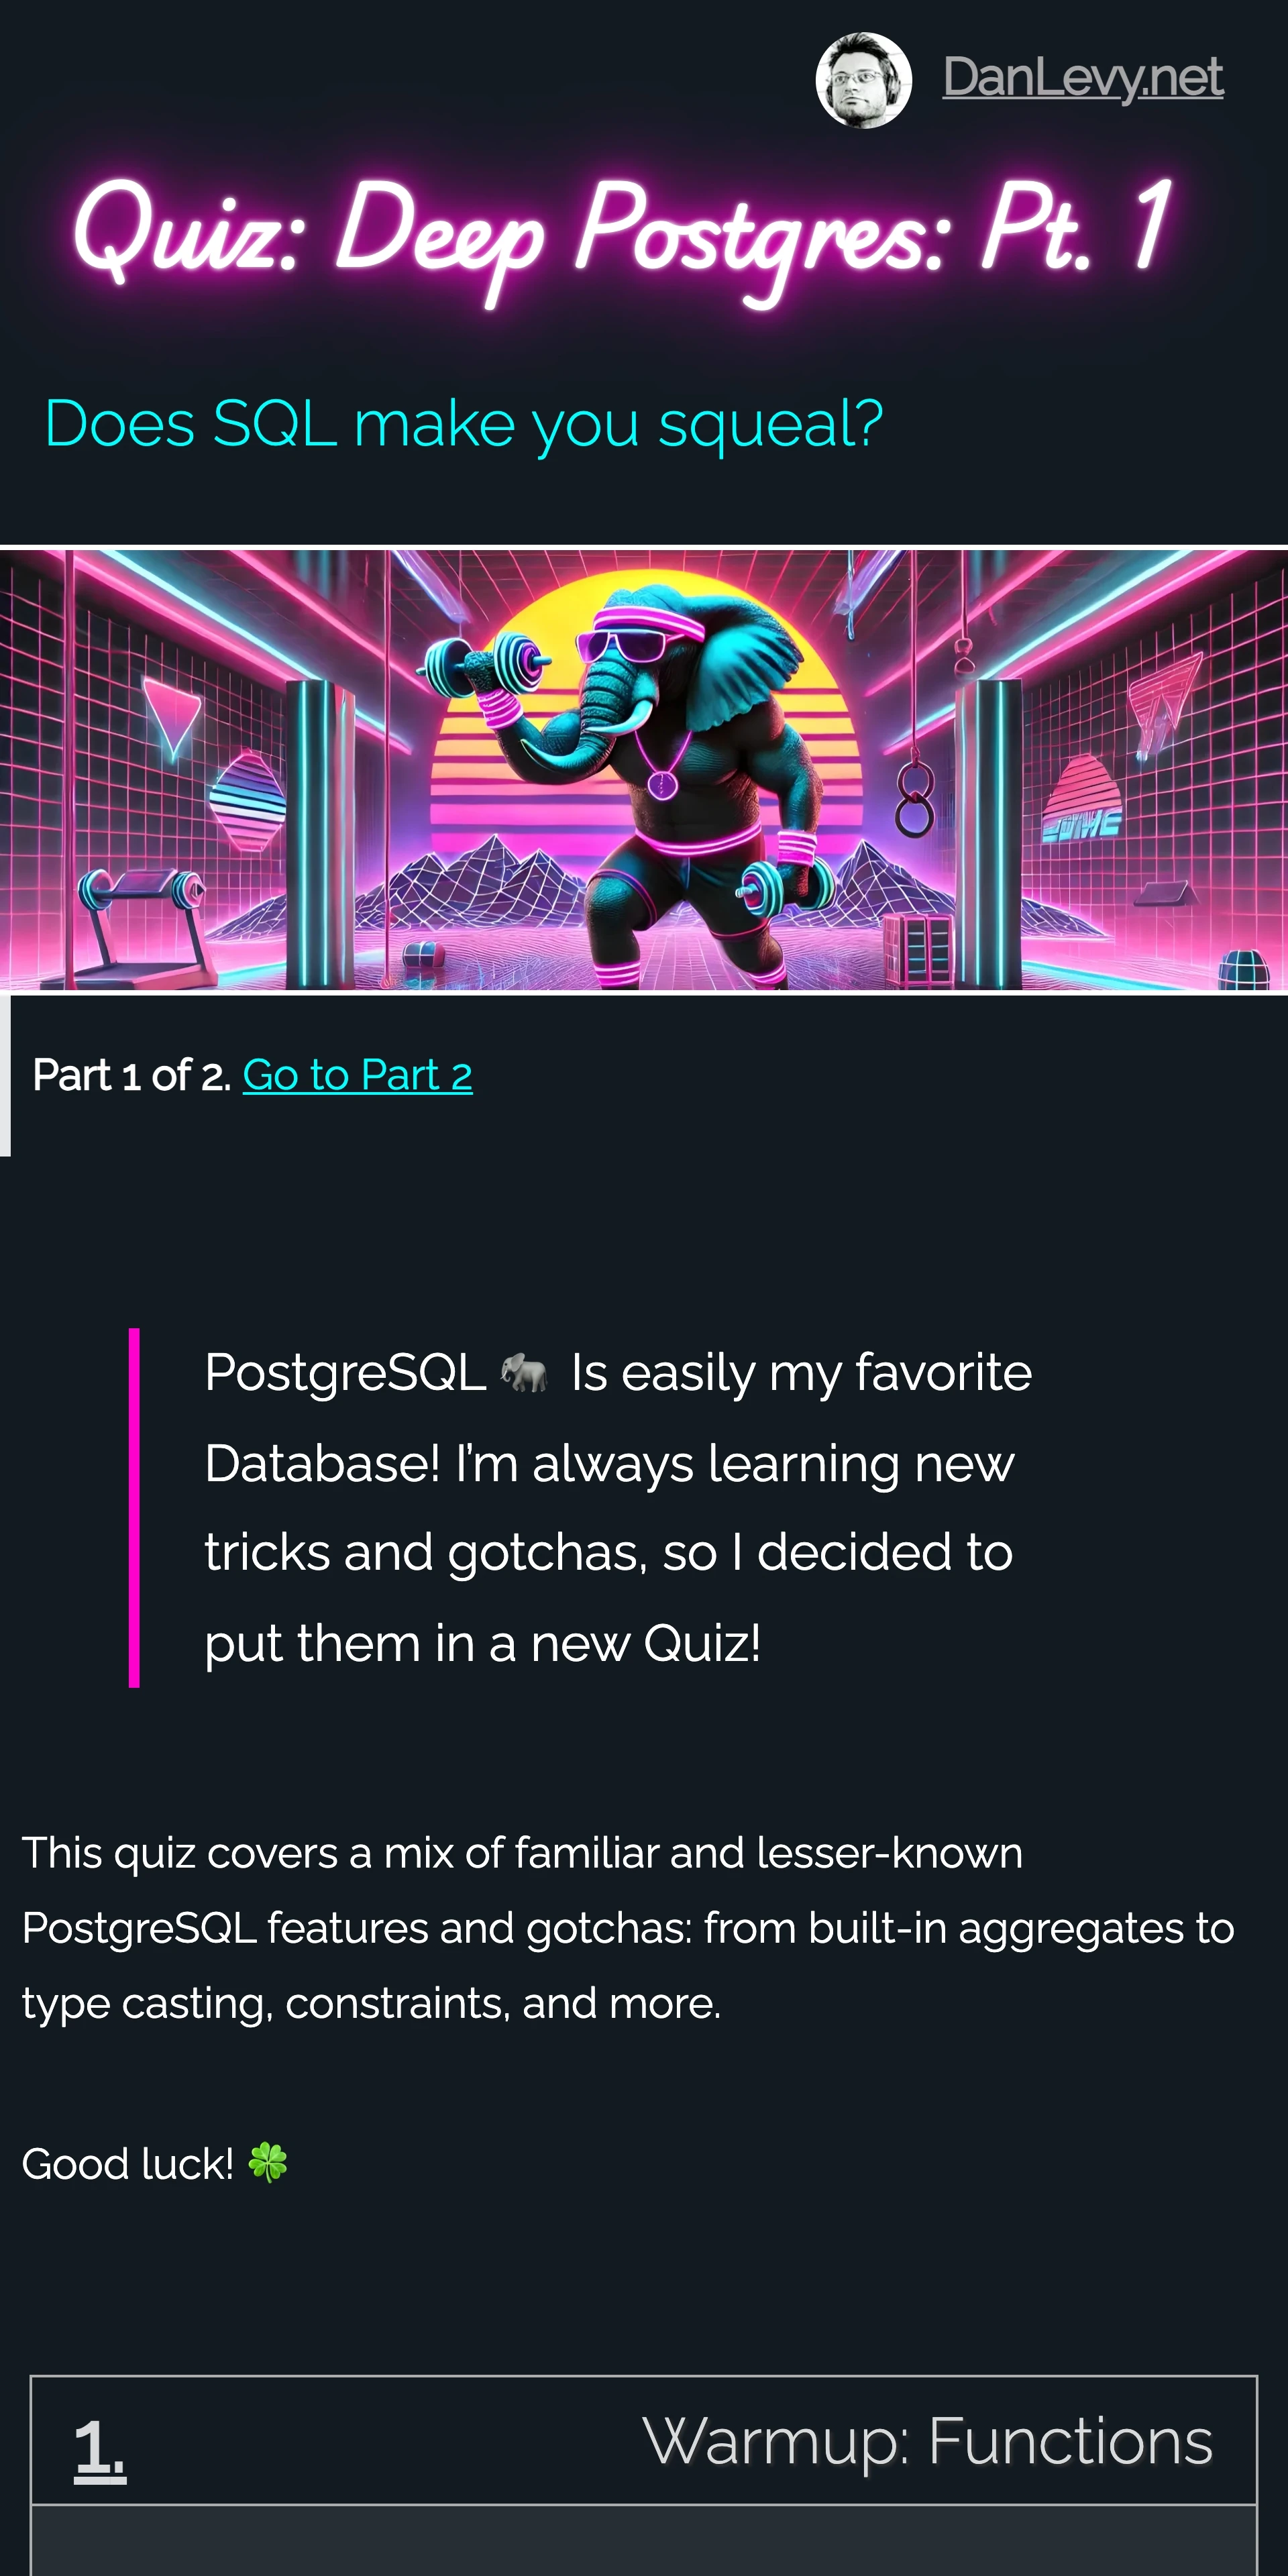 DanLevy.net
Quiz: Deep Postgres: Pt. 1
Does SQL make you squeal?
Part 1 of 2. Go to Part 2
PostgreSQL 🐘 Is easily my favorite
Database! I’m always learning new
tricks and gotchas, so I decided to
put them in a new Quiz!
This quiz covers a mix of familiar and lesser-known
PostgreSQL features and gotchas: from built-in aggregates to
type casting, constraints, and more.
Good luck! 🍀
1.
Warmup: Functions